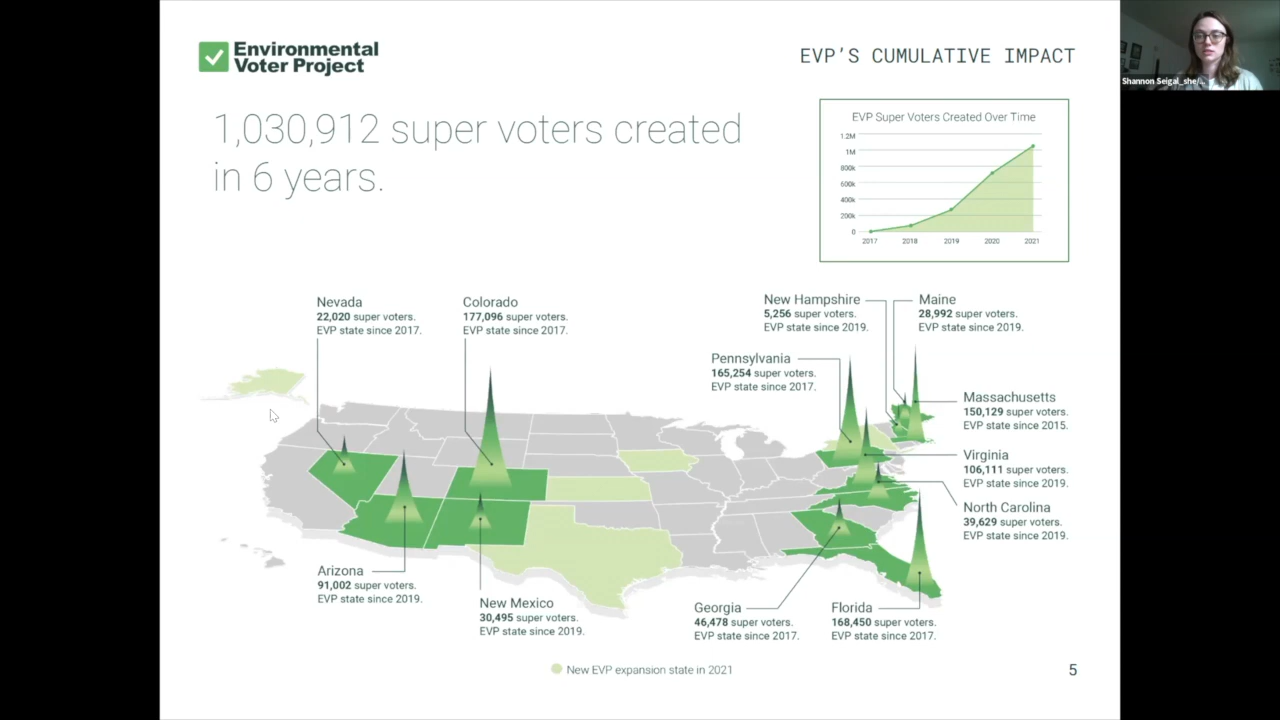 Environmental
Voter Project
EVP'S CUMULATIVE IMPACT
Shannon Seigal_she/...
1,030,912 super voters created
in 6 years.
EVP Super Voters Created Over Time
1.2M
1M
800k
600k
400k
200k
0
2017
2018
2019
2020
2021
Nevada
22,020 super voters.
EVP state since 2017.
Colorado
177,096 super voters.
EVP state since 2017.
New Hampshire
5,256 super voters.
EVP state since 2019.
Maine
28,992 super voters.
EVP state since 2019.
Pennsylvania
165,254 super voters.
EVP state since 2017.
Massachusetts
150,129 super voters.
EVP state since 2015.
Virginia
106,111 super voters.
EVP state since 2019.
North Carolina
39,629 super voters.
EVP state since 2019.
Arizona
91,002 super voters.
EVP state since 2019.
New Mexico
30,495 super voters.
EVP state since 2019.
Georgia
46,478 super voters.
EVP state since 2017.
Florida
168,450 super voters.
EVP state since 2017.
New EVP expansion state in 2021
5